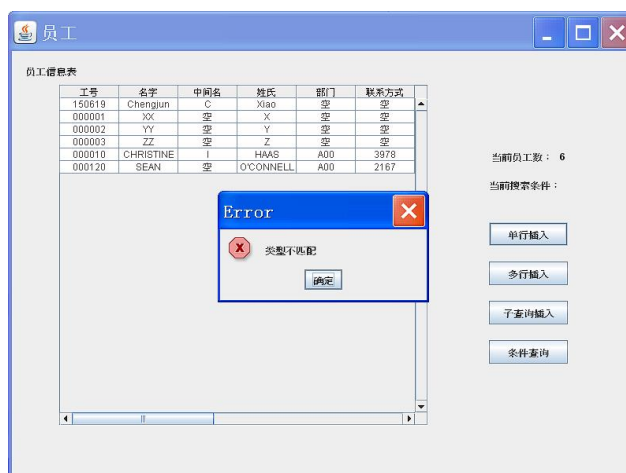 员工
员工信息表
工号 名字 中间名 姓氏 部门 联系方式
150619 Chengjun C Xiao 空 空
000001 XX 空 X 空 空
000002 YY 空 Y 空 空
000003 ZZ 空 Z 空 空
000010 CHRISTINE I HAAS A00 3978
000120 SEAN 空 O'CONNELL A00 2167
当前员工数： 6
当前搜索条件：
Error
类型不匹配
确定
单行插入
多行插入
子查询插入
条件查询